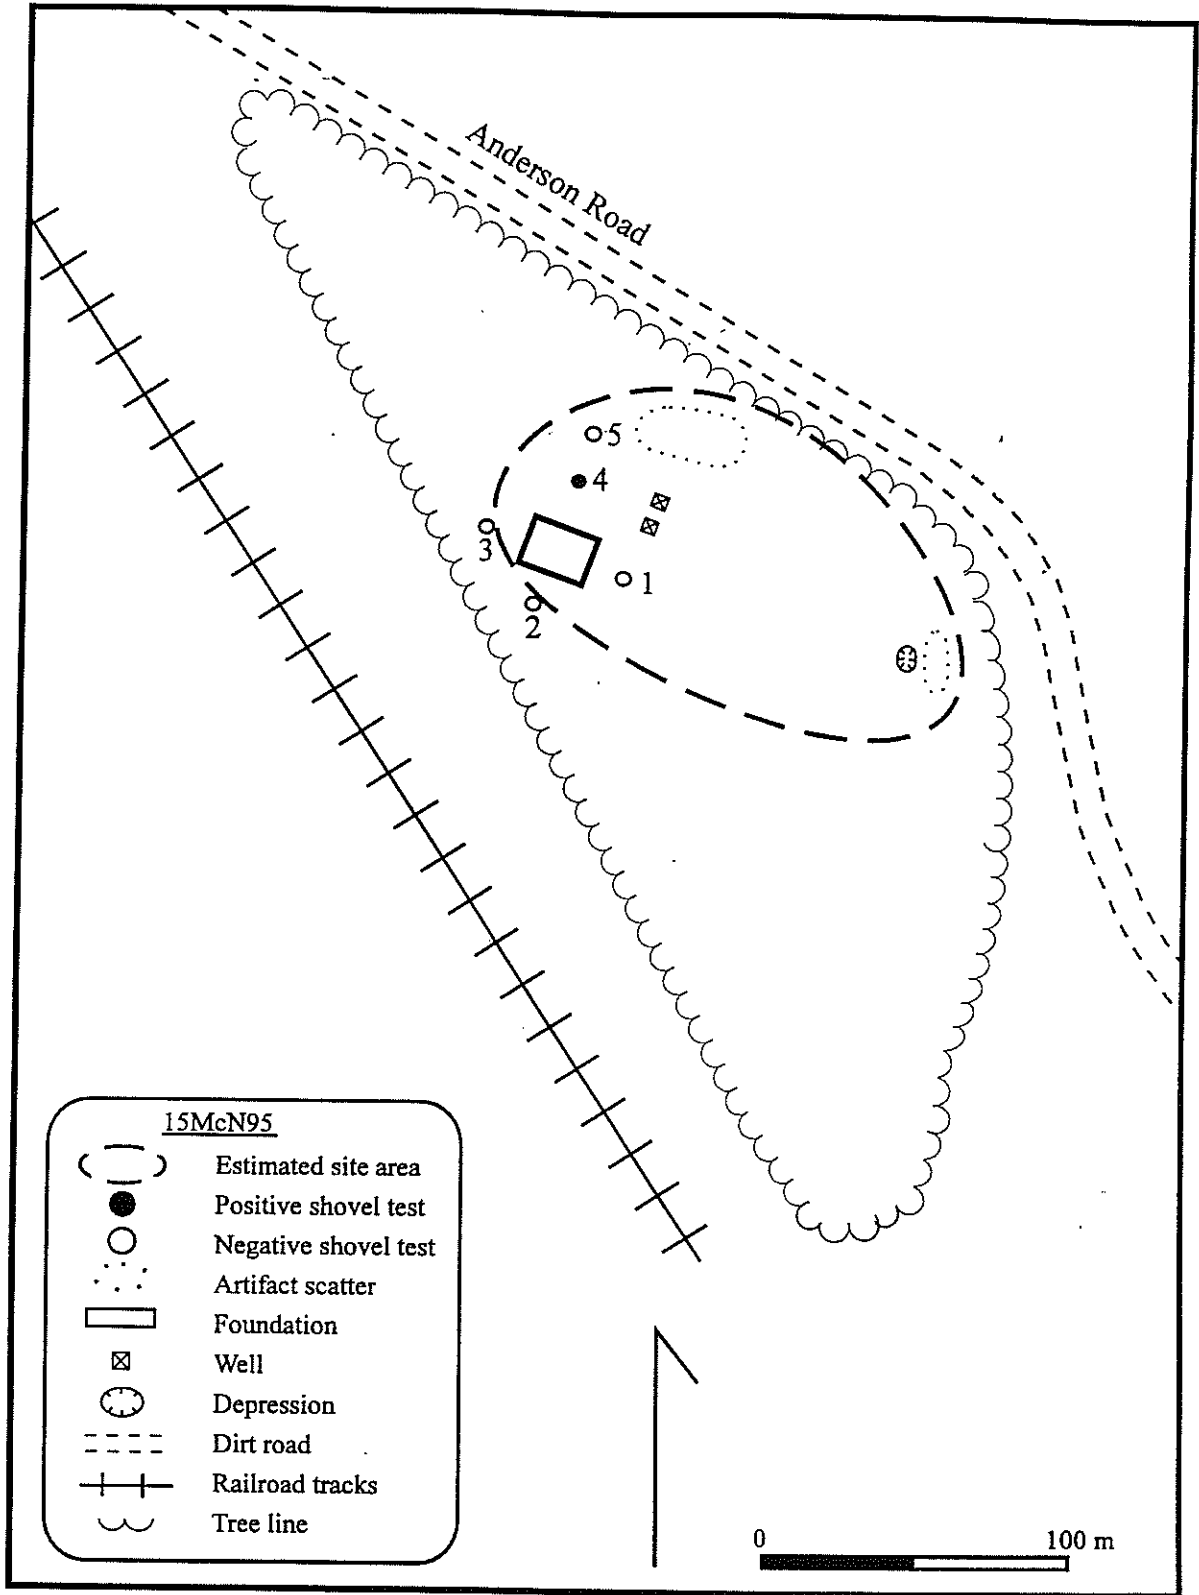 Anderson Road
5
4
3
1
2
15McN95
Estimated site area
Positive shovel test
Negative shovel test
Artifact scatter
Foundation
Well
Depression
Dirt road
Railroad tracks
Tree line
0 100 m